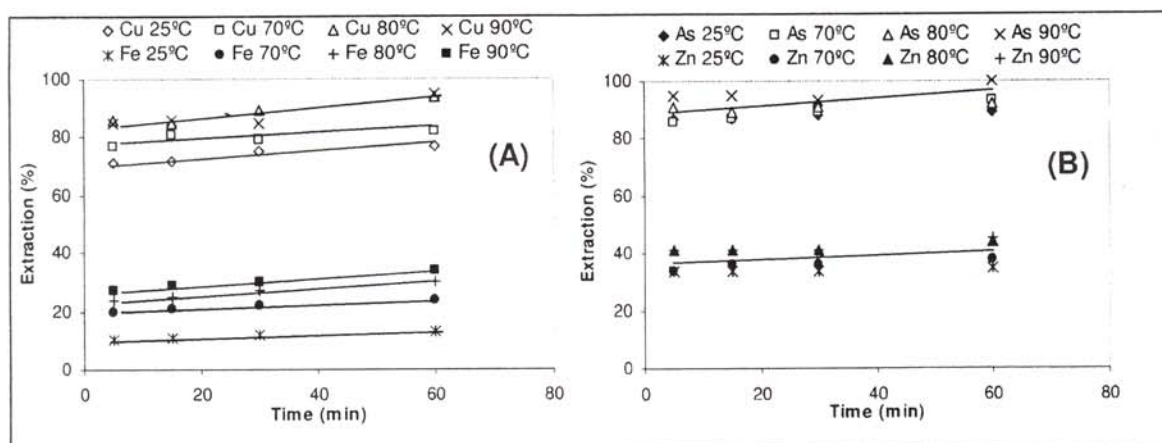 Cu 25ºC Cu 70ºC Cu 80ºC Cu 90ºC
Fe 25ºC Fe 70ºC Fe 80ºC Fe 90ºC
100
80
60
40
20
0
Extraction (%)
(A)
0 20 40 60 80
Time (min)
As 25ºC As 70ºC As 80ºC As 90ºC
Zn 25ºC Zn 70ºC Zn 80ºC Zn 90ºC
100
80
60
40
20
0
Extraction (%)
(B)
0 20 40 60 80
Time (min)